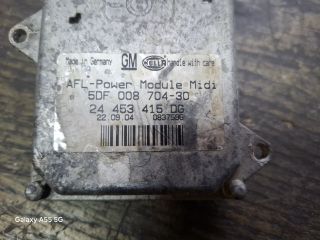 Made in Germany GM HELLA handle with care
AFL-Power Module Midi
5DF 008 704-30
24 453 415 DG
22.09.04 083759G
Galaxy A55 5G